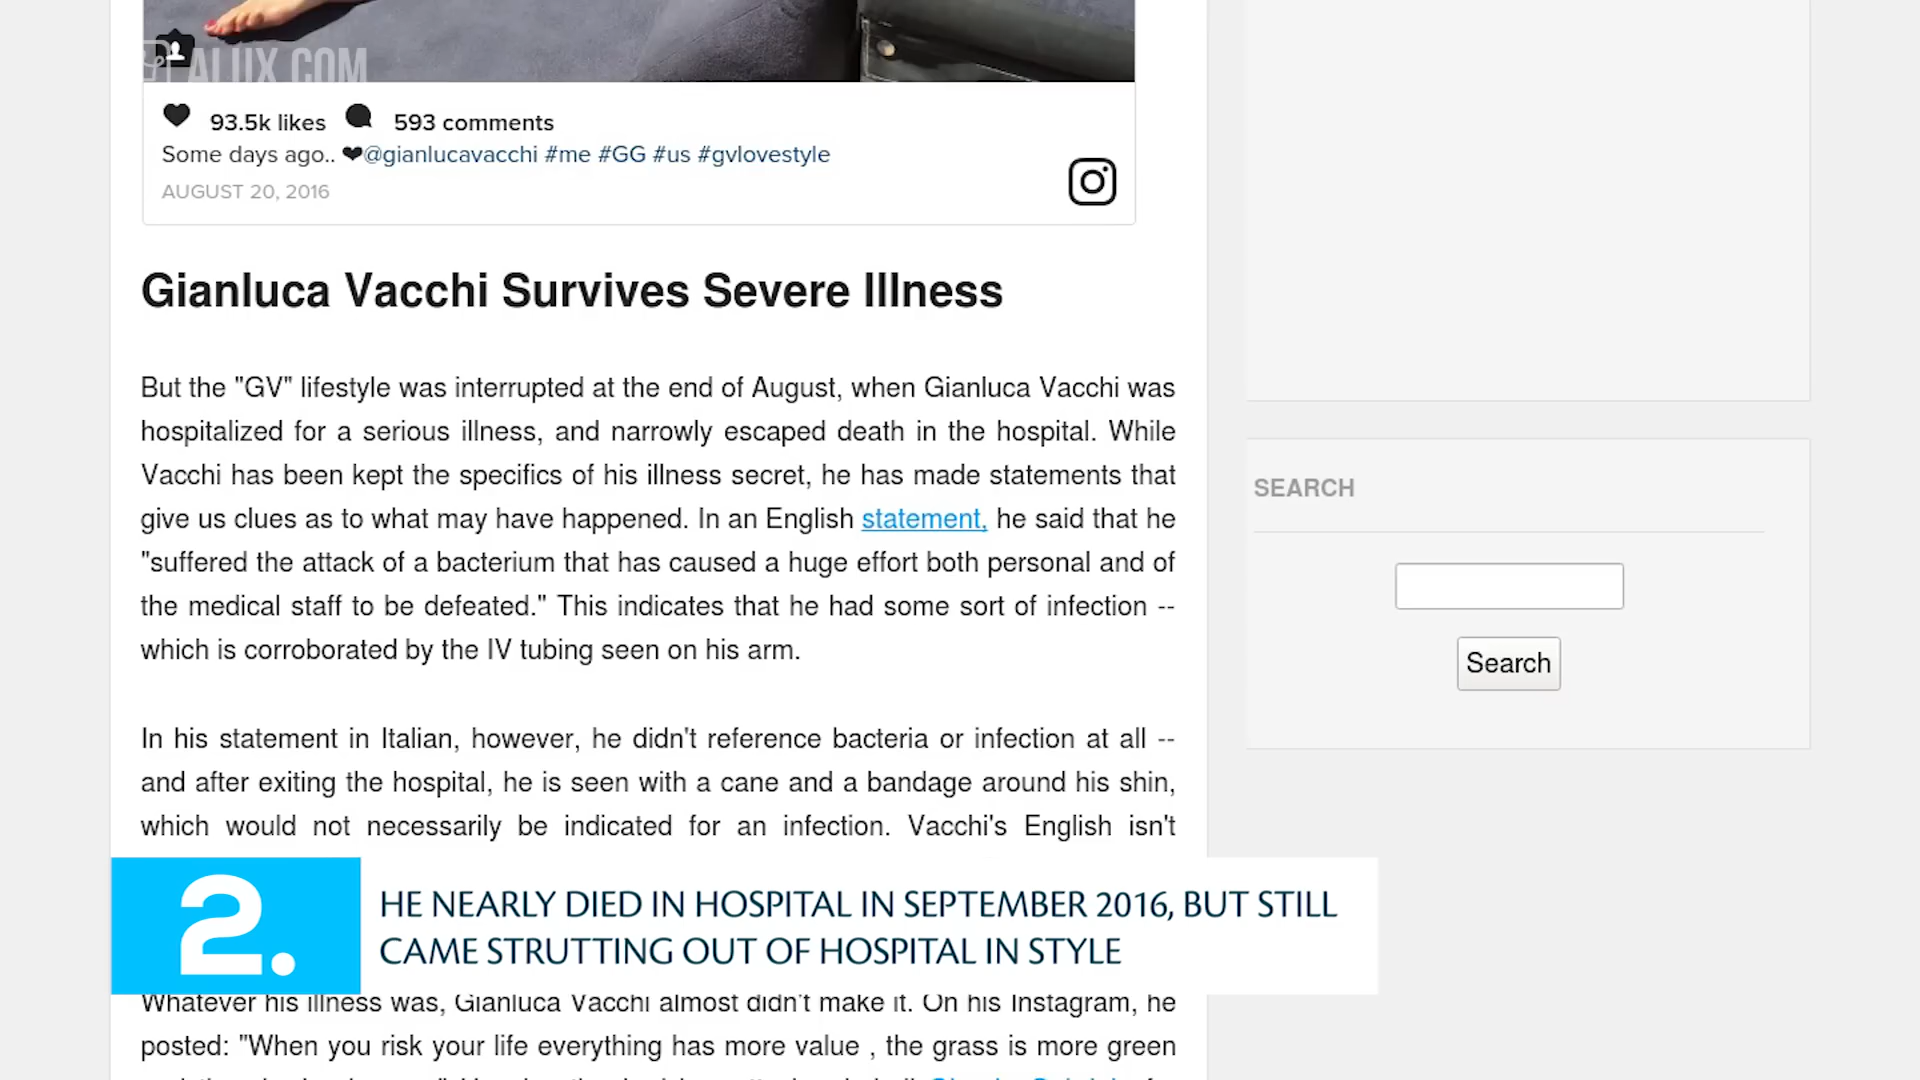 ALUX.COM
93.5k likes 593 comments
Some days ago.. ❤@gianlucavacchi #me #GG #us #gvlovestyle
AUGUST 20, 2016
Gianluca Vacchi Survives Severe Illness
But the "GV" lifestyle was interrupted at the end of August, when Gianluca Vacchi was
hospitalized for a serious illness, and narrowly escaped death in the hospital. While
Vacchi has been kept the specifics of his illness secret, he has made statements that
give us clues as to what may have happened. In an English statement, he said that he
"suffered the attack of a bacterium that has caused a huge effort both personal and of
the medical staff to be defeated." This indicates that he had some sort of infection --
which is corroborated by the IV tubing seen on his arm.
In his statement in Italian, however, he didn't reference bacteria or infection at all --
and after exiting the hospital, he is seen with a cane and a bandage around his shin,
which would not necessarily be indicated for an infection. Vacchi's English isn't
2. HE NEARLY DIED IN HOSPITAL IN SEPTEMBER 2016, BUT STILL
CAME STRUTTING OUT OF HOSPITAL IN STYLE
Whatever his illness was, Gianluca Vacchi almost didn't make it. On his Instagram, he
posted: "When you risk your life everything has more value , the grass is more green
SEARCH
Search